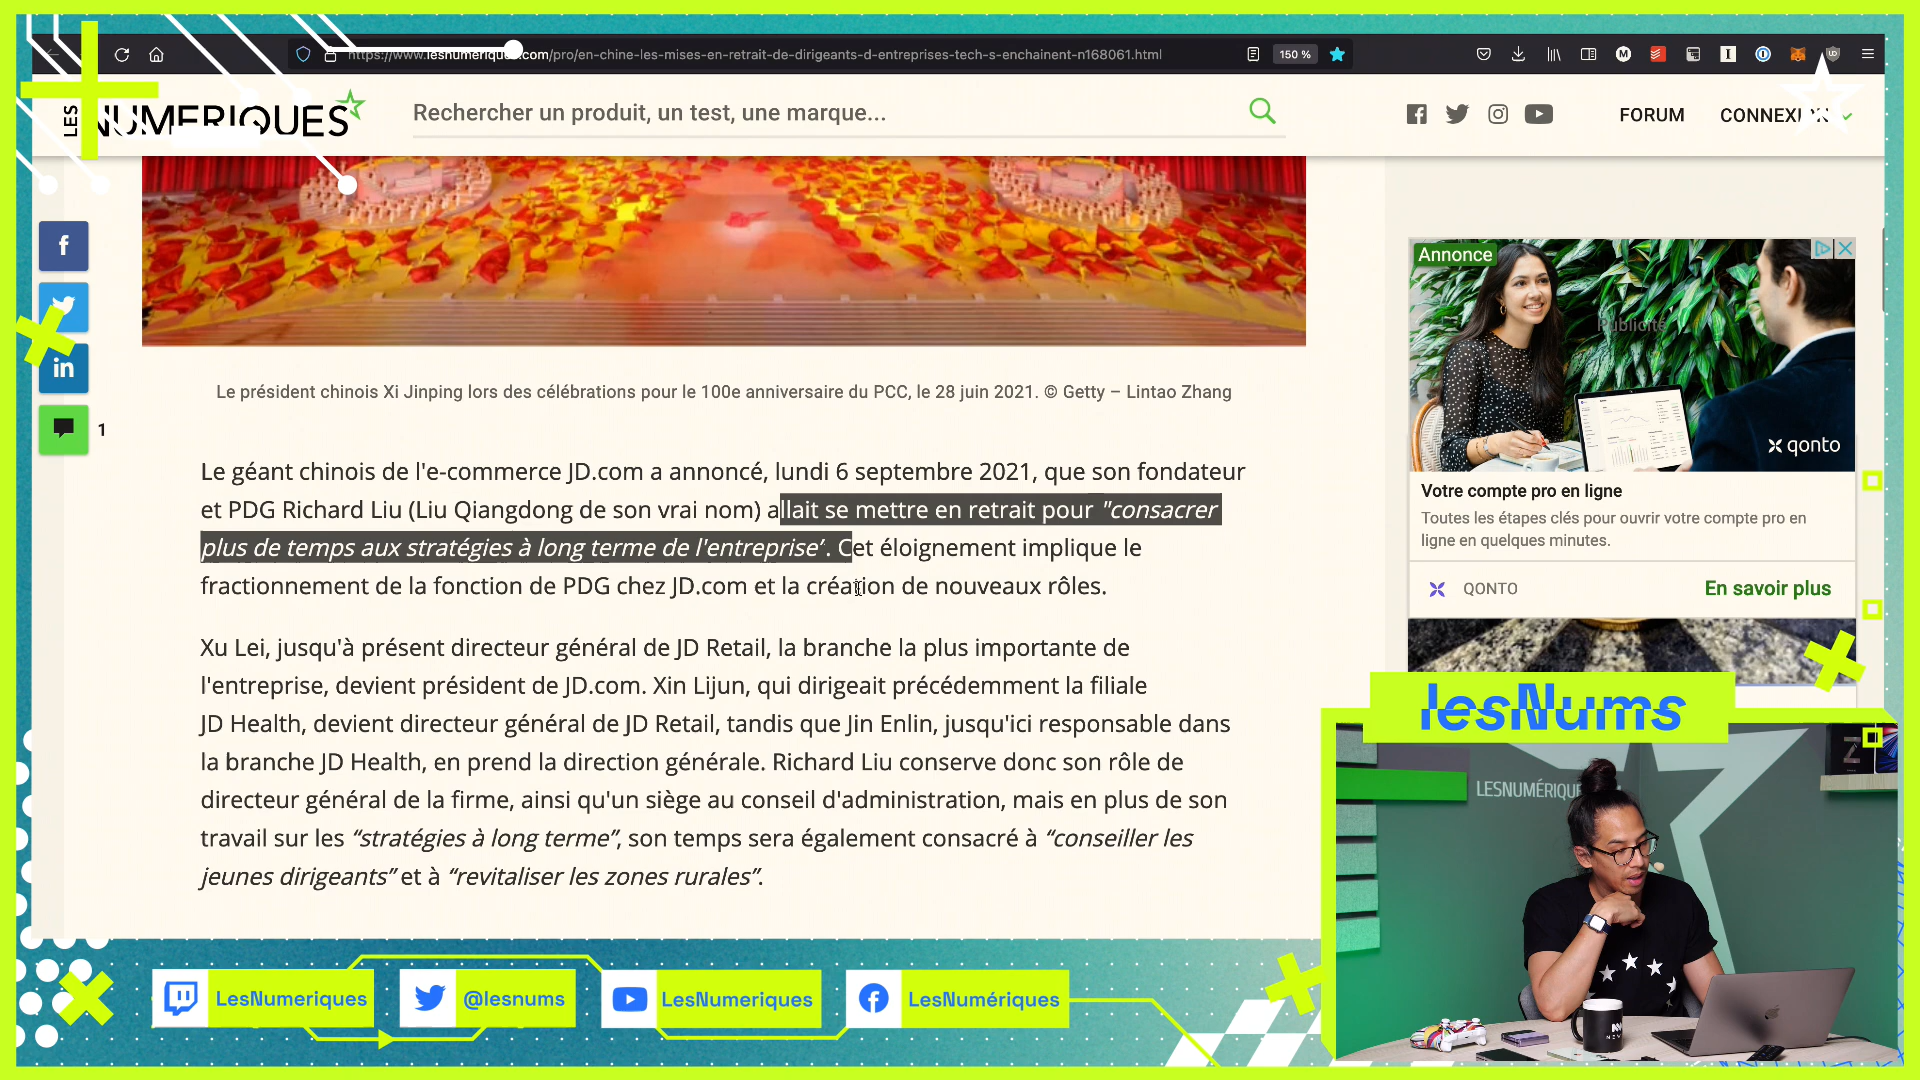 https://www.lesnumeriques.com/pro/en-chine-les-mises-en-retrait-de-dirigeants-d-entreprises-tech-s-enchainent-n168061.html
150 %
LES NUMERIQUES
Rechercher un produit, un test, une marque...
FORUM
CONNEXION
1
Le président chinois Xi Jinping lors des célébrations pour le 100e anniversaire du PCC, le 28 juin 2021. © Getty – Lintao Zhang
Le géant chinois de l'e-commerce JD.com a annoncé, lundi 6 septembre 2021, que son fondateur
et PDG Richard Liu (Liu Qiangdong de son vrai nom) allait se mettre en retrait pour "consacrer
plus de temps aux stratégies à long terme de l'entreprise". Cet éloignement implique le
fractionnement de la fonction de PDG chez JD.com et la création de nouveaux rôles.
Xu Lei, jusqu'à présent directeur général de JD Retail, la branche la plus importante de
l'entreprise, devient président de JD.com. Xin Lijun, qui dirigeait précédemment la filiale
JD Health, devient directeur général de JD Retail, tandis que Jin Enlin, jusqu'ici responsable dans
la branche JD Health, en prend la direction générale. Richard Liu conserve donc son rôle de
directeur général de la firme, ainsi qu'un siège au conseil d'administration, mais en plus de son
travail sur les “stratégies à long terme”, son temps sera également consacré à “conseiller les
jeunes dirigeants” et à “revitaliser les zones rurales”.
Annonce
Publicité
qonto
Votre compte pro en ligne
Toutes les étapes clés pour ouvrir votre compte pro en
ligne en quelques minutes.
QONTO
En savoir plus
lesNums
LESNUMÉRIQUE
LesNumeriques
@lesnums
LesNumeriques
LesNumériques